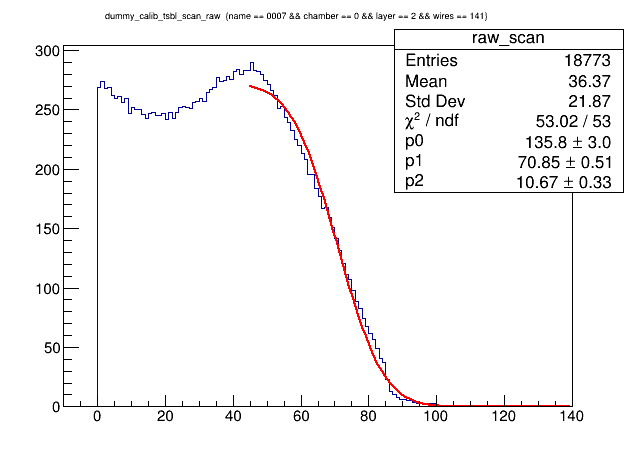 dummy_calib_tsbl_scan_raw (name == 0007 && chamber == 0 && layer == 2 && wires == 141)
raw_scan
Entries 18773
Mean 36.37
Std Dev 21.87
χ² / ndf 53.02 / 53
p0 135.8 ± 3.0
p1 70.85 ± 0.51
p2 10.67 ± 0.33
300
250
200
150
100
50
0
0 20 40 60 80 100 120 140